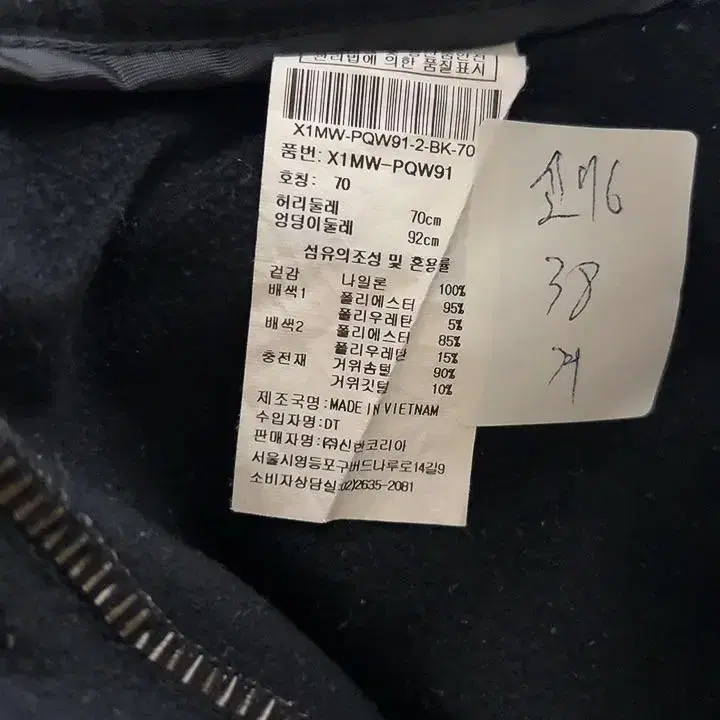 관리법에 의한 품질표시
X1MW-PQW91-2-BK-70
품번: X1MW-PQW91
호칭: 70
허리둘레 70cm
엉덩이둘레 92cm
섬유의조성 및 혼용률
겉감 나일론 100%
배색1 폴리에스터 95%
폴리우레탄 5%
배색2 폴리에스터 85%
폴리우레탄 15%
충전재 거위솜털 90%
거위깃털 10%
제조국명:MADE IN VIETNAM
수입자명:DT
판매자명:㈜신한코리아
서울시영등포구버드나루로14길9
소비자상담실:02)2635-2081
76
38